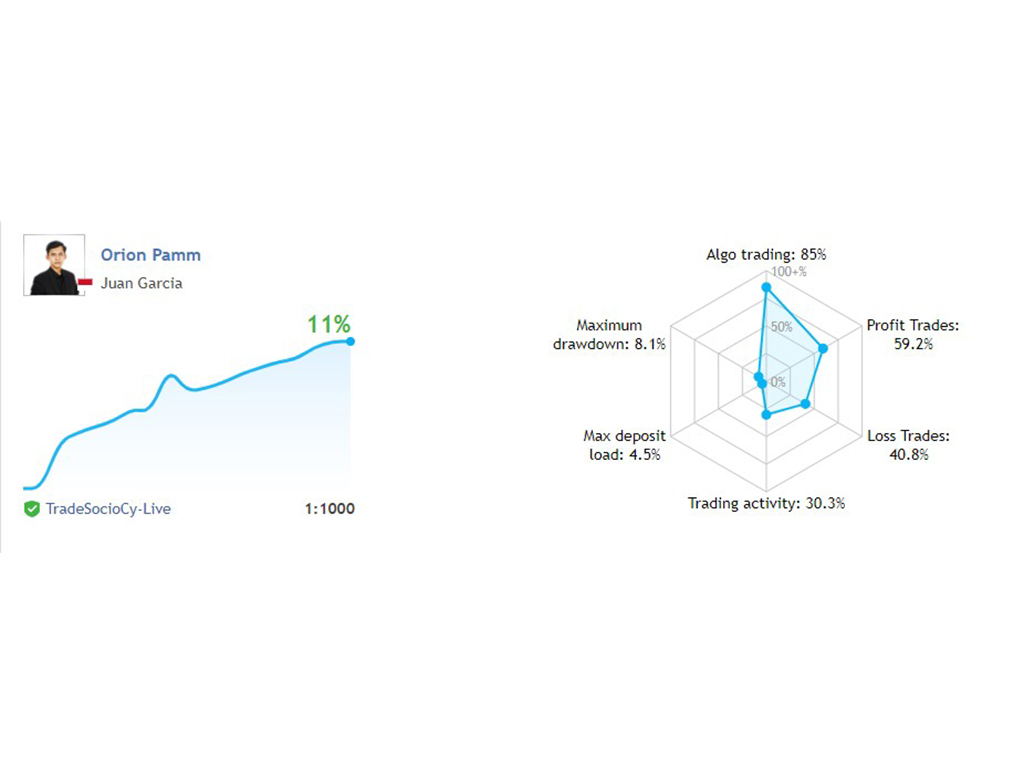 Orion Pamm
Juan Garcia
11%
TradeSocioCy-Live
1:1000
Algo trading: 85%
100+%
50%
0%
Profit Trades:
59.2%
Loss Trades:
40.8%
Trading activity: 30.3%
Max deposit
load: 4.5%
Maximum
drawdown: 8.1%